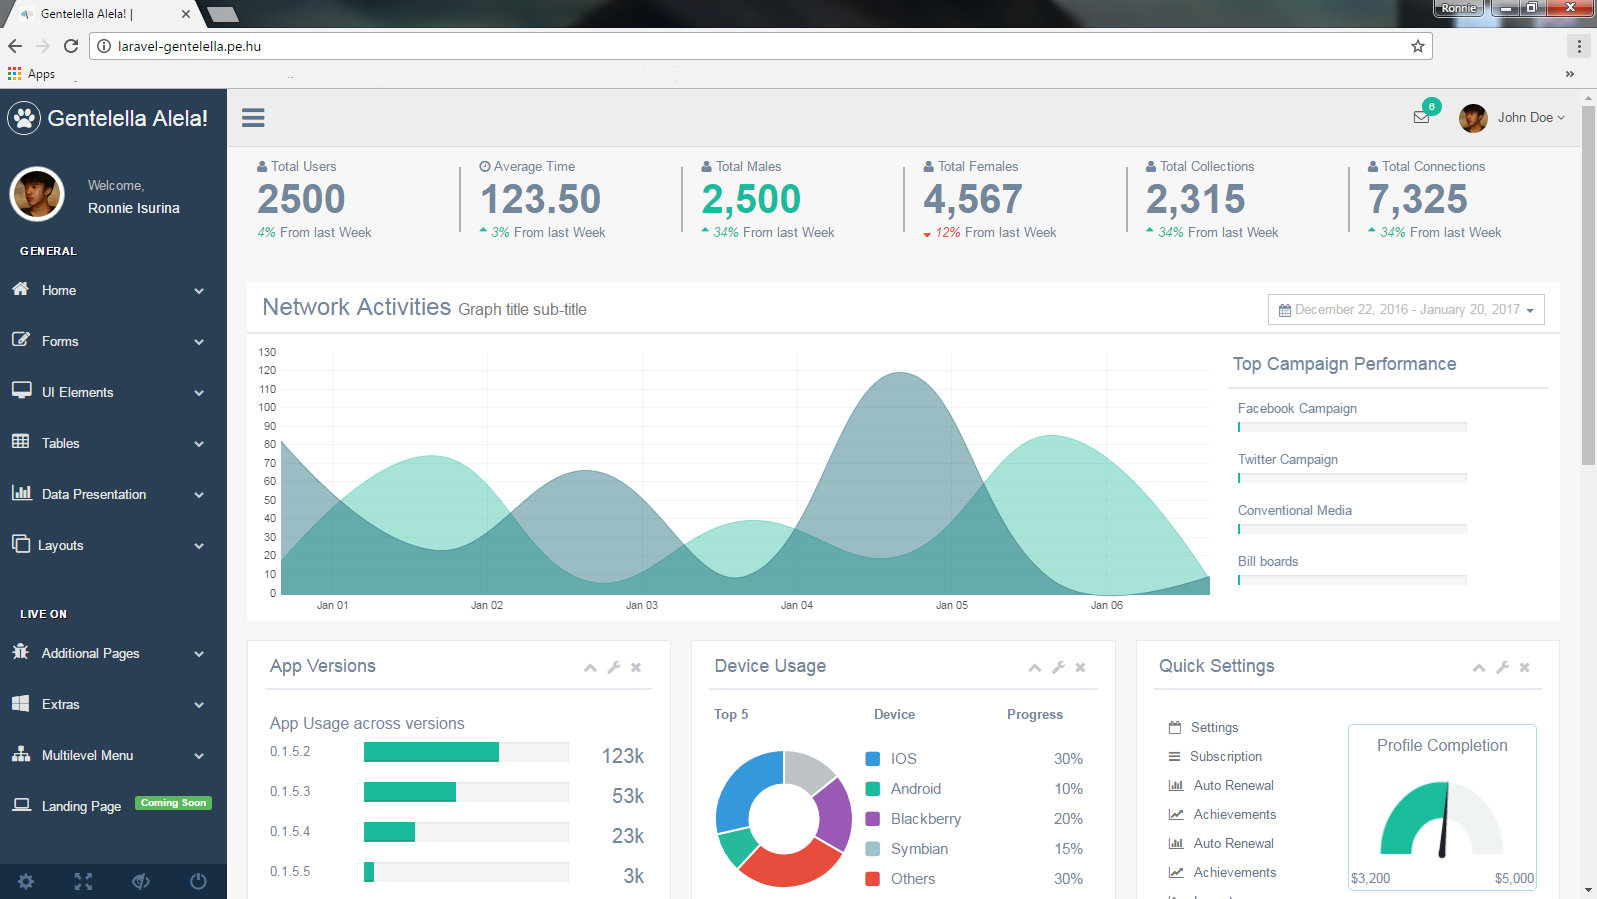 Gentelella Alela! |
Ronnie
laravel-gentelella.pe.hu
Apps
Gentelella Alela!
Welcome,
Ronnie Isurina
GENERAL
Home
Forms
UI Elements
Tables
Data Presentation
Layouts
LIVE ON
Additional Pages
Extras
Multilevel Menu
Landing Page Coming Soon
6
John Doe
Total Users
2500
4% From last Week
Average Time
123.50
3% From last Week
Total Males
2,500
34% From last Week
Total Females
4,567
12% From last Week
Total Collections
2,315
34% From last Week
Total Connections
7,325
34% From last Week
Network Activities Graph title sub-title
December 22, 2016 - January 20, 2017
130
120
110
100
90
80
70
60
50
40
30
20
10
0
Jan 01 Jan 02 Jan 03 Jan 04 Jan 05 Jan 06
Top Campaign Performance
Facebook Campaign
Twitter Campaign
Conventional Media
Bill boards
App Versions
App Usage across versions
0.1.5.2 123k
0.1.5.3 53k
0.1.5.4 23k
0.1.5.5 3k
Device Usage
Top 5 Device Progress
IOS 30%
Android 10%
Blackberry 20%
Symbian 15%
Others 30%
Quick Settings
Settings
Subscription
Auto Renewal
Achievements
Auto Renewal
Achievements
Profile Completion
$3,200 $5,000